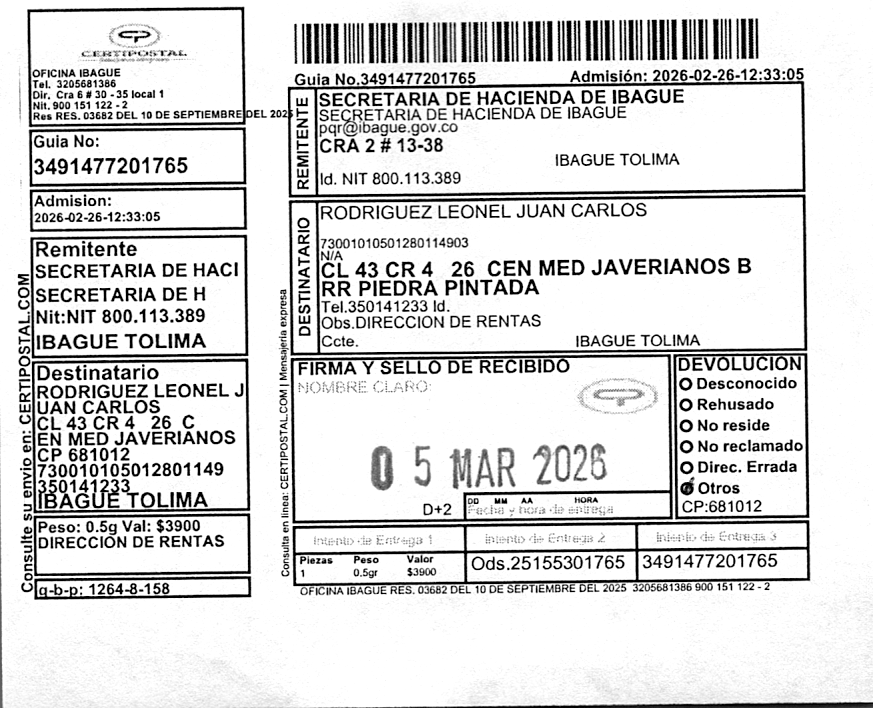 CERTIPOSTAL
OFICINA IBAGUE
Tel. 3205681386
Dir. Cra 6 # 30 - 35 local 1
Nit. 900 151 122 - 2
Res RES. 03682 DEL 10 DE SEPTIEMBRE DEL 2025
Guia No:
3491477201765
Admision:
2026-02-26-12:33:05
Remitente
SECRETARIA DE HACI
SECRETARIA DE H
Nit:NIT 800.113.389
IBAGUE TOLIMA
Destinatario
RODRIGUEZ LEONEL J
UAN CARLOS
CL 43 CR 4 26 C
EN MED JAVERIANOS
CP 681012
730010105012801149
350141233
IBAGUE TOLIMA
Peso: 0.5g Val: $3900
DIRECCION DE RENTAS
q-b-p: 1264-8-158
Consulte su envio en: CERTIPOSTAL.COM
Guia No.3491477201765 Admisión: 2026-02-26-12:33:05
REMITENTE
SECRETARIA DE HACIENDA DE IBAGUE
SECRETARIA DE HACIENDA DE IBAGUE
pqr@ibague.gov.co
CRA 2 # 13-38
IBAGUE TOLIMA
Id. NIT 800.113.389
DESTINATARIO
RODRIGUEZ LEONEL JUAN CARLOS
73001010501280114903
N/A
CL 43 CR 4 26 CEN MED JAVERIANOS B
RR PIEDRA PINTADA
Tel.350141233 Id.
Obs.DIRECCION DE RENTAS
Ccte. IBAGUE TOLIMA
Consulta en linea: CERTIPOSTAL.COM | Mensajería expresa
FIRMA Y SELLO DE RECIBIDO
NOMBRE CLARO:
05 MAR 2026
D+2
DD MM AA HORA
Fecha y hora de entrega
DEVOLUCION
Desconocido
Rehusado
No reside
No reclamado
Direc. Errada
Otros
CP:681012
Intento de Entrega 1 Intento de Entrega 2 Intento de Entrega 3
Piezas Peso Valor
1 0.5gr $3900
Ods.25155301765 3491477201765
OFICINA IBAGUE RES. 03682 DEL 10 DE SEPTIEMBRE DEL 2025 3205681386 900 151 122 - 2